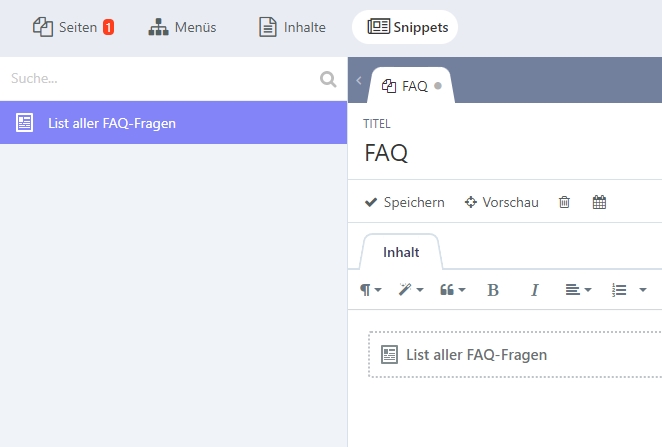 Seiten 1 Menüs Inhalte Snippets
Suche...
FAQ
List aller FAQ-Fragen
TITEL
FAQ
Speichern Vorschau
Inhalt
B I
List aller FAQ-Fragen